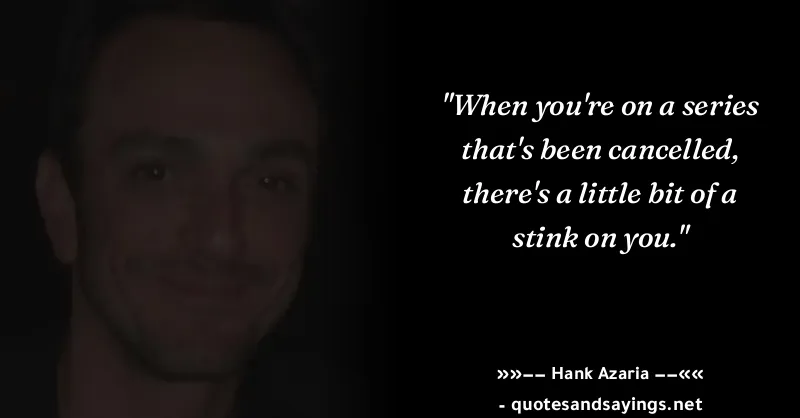 "When you're on a series
that's been cancelled,
there's a little bit of a
stink on you."
»»−− Hank Azaria −−««
- quotesandsayings.net